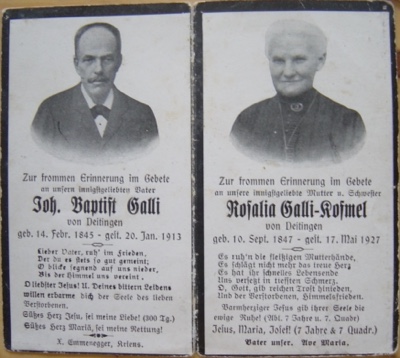 Zur frommen Erinnerung im Gebete
an unsern innigstgeliebten Vater
Joh. Baptist Galli
von Deitingen
geb. 14. Febr. 1845 - gest. 20. Jan. 1913
Lieber Vater, ruh' im Frieden,
Der du es stets so gut gemeint;
O blicke segnend auf uns nieder,
Bis der Himmel uns vereint.
O liebster Jesus! U. Deines bittern Leidens
willen erbarme dich der Seele des lieben
Verstorbenen.
Süßes Herz Jesu, sei meine Liebe! (300 Tg.)
Süßes Herz Mariä, sei meine Rettung!
X. Emmenegger, Kriens.
Zur frommen Erinnerung im Gebete
an unsere innigstgeliebte Mutter u. Schwester
Rosalia Galli-Kofmel
von Deitingen
geb. 10. Sept. 1847 - gest. 17. Mai 1927
Es ruh'n die fleißigen Mutterhände,
Es schlägt nicht mehr das treue Herz
Es hat ihr schnelles Lebensende
Uns versetzt in tiefsten Schmerz.
O Gott, gib reichen Trost hienieden,
Und der Verstorbenen, Himmelsfrieden.
Barmherziger Jesus gib ihrer Seele die
ewige Ruhe! (Abl. 7 Jahre u. 7 Quadr.)
Jesus, Maria, Josef! (7 Jahre & 7 Quadr.)
Vater unser. Ave Maria.